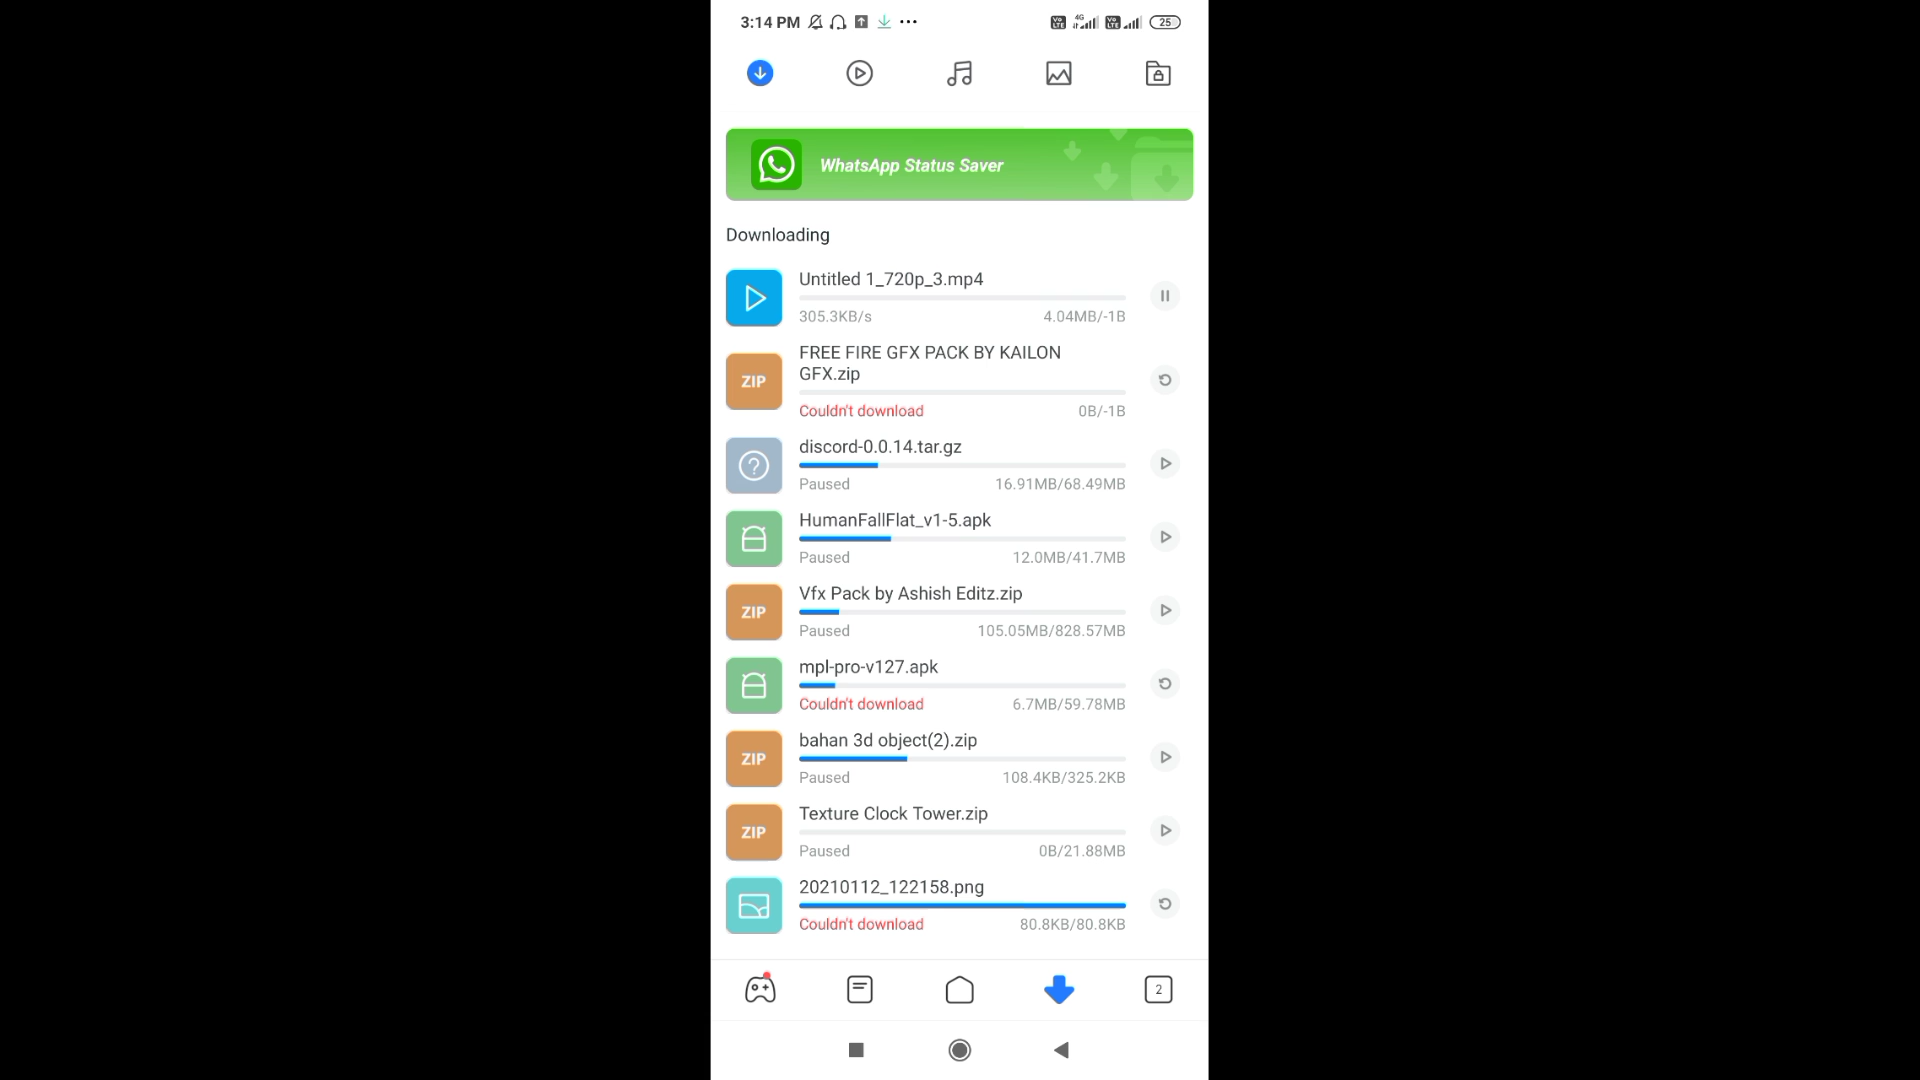 3:14 PM
4G
25
WhatsApp Status Saver
Downloading
Untitled 1_720p_3.mp4
305.3KB/s 4.04MB/-1B
FREE FIRE GFX PACK BY KAILON
GFX.zip
Couldn't download 0B/-1B
discord-0.0.14.tar.gz
Paused 16.91MB/68.49MB
HumanFallFlat_v1-5.apk
Paused 12.0MB/41.7MB
ZIP
Vfx Pack by Ashish Editz.zip
Paused 105.05MB/828.57MB
mpl-pro-v127.apk
Couldn't download 6.7MB/59.78MB
ZIP
bahan 3d object(2).zip
Paused 108.4KB/325.2KB
ZIP
Texture Clock Tower.zip
Paused 0B/21.88MB
ZIP
20210112_122158.png
Couldn't download 80.8KB/80.8KB
2